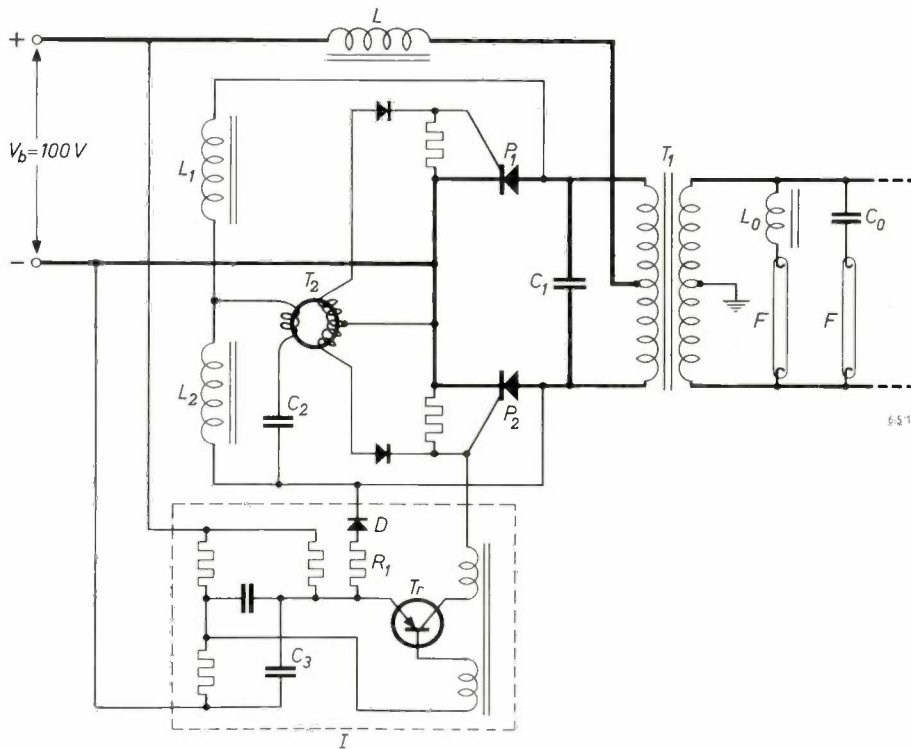 L
+
V_b=100V
−
L_1
P_1
T_1
T_2
L_0
C_0
C_1
F
F
L_2
C_2
P_2
D
R_1
Tr
C_3
I